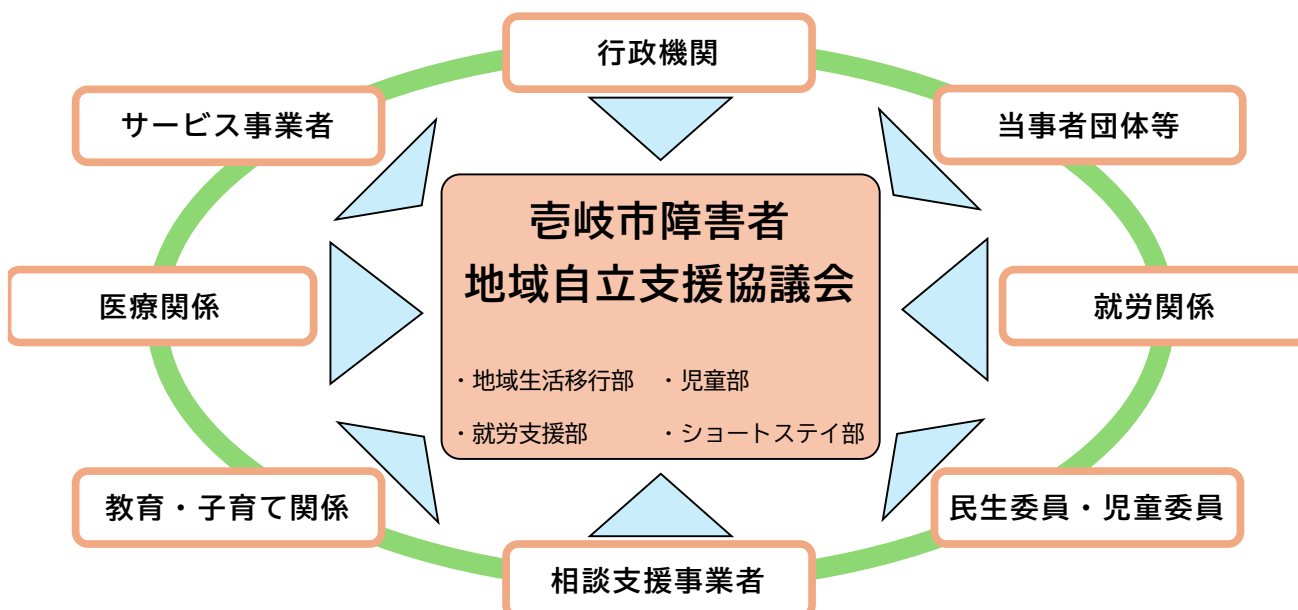 行政機関
サービス事業者
当事者団体等
壱岐市障害者
地域自立支援協議会
医療関係
就労関係
・地域生活移行部 ・児童部
・就労支援部 ・ショートステイ部
教育・子育て関係
民生委員・児童委員
相談支援事業者